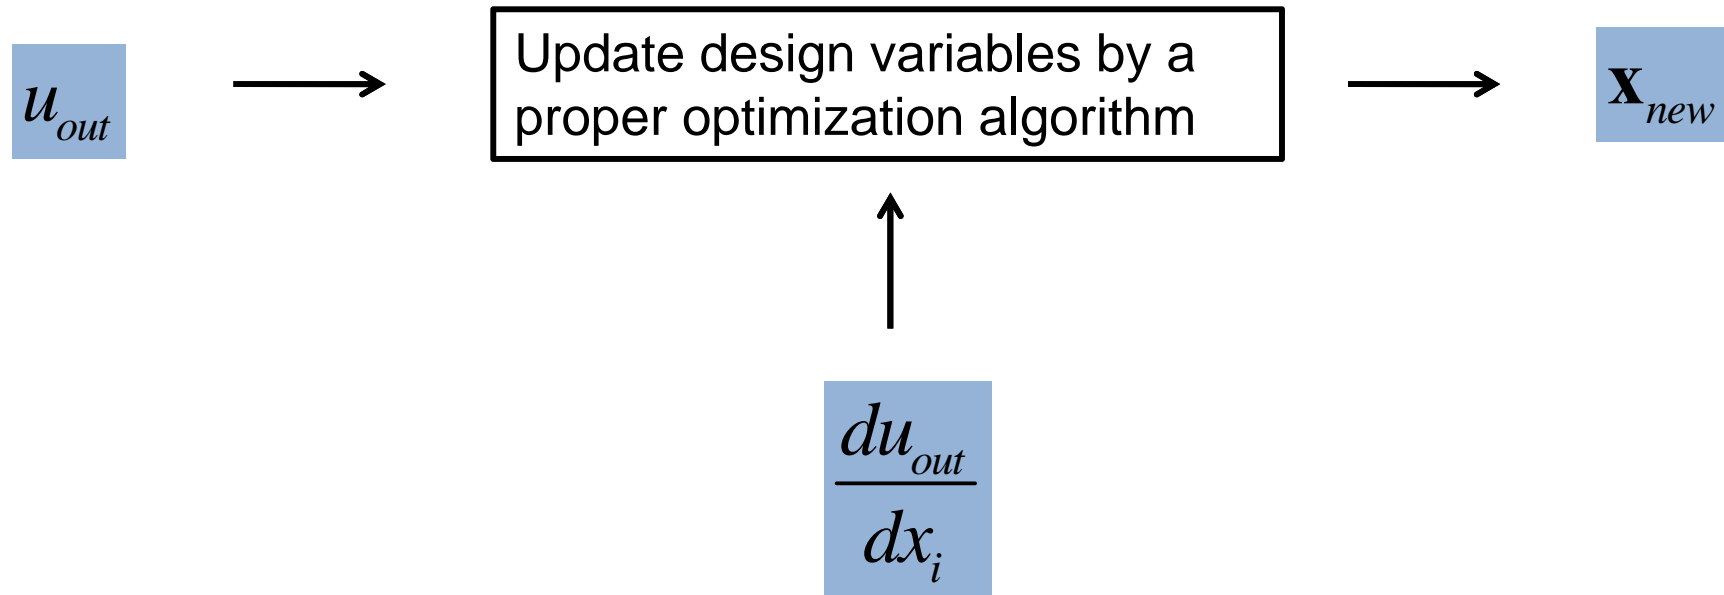 u_out
Update design variables by a
proper optimization algorithm
x_new
du_out
dx_i